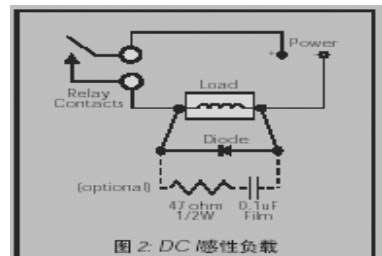 Power
+
Load
Relay
Contacts
Diode
(optional)
47 ohm
1/2W
0.1uF
Film
图 2: DC 感性负载